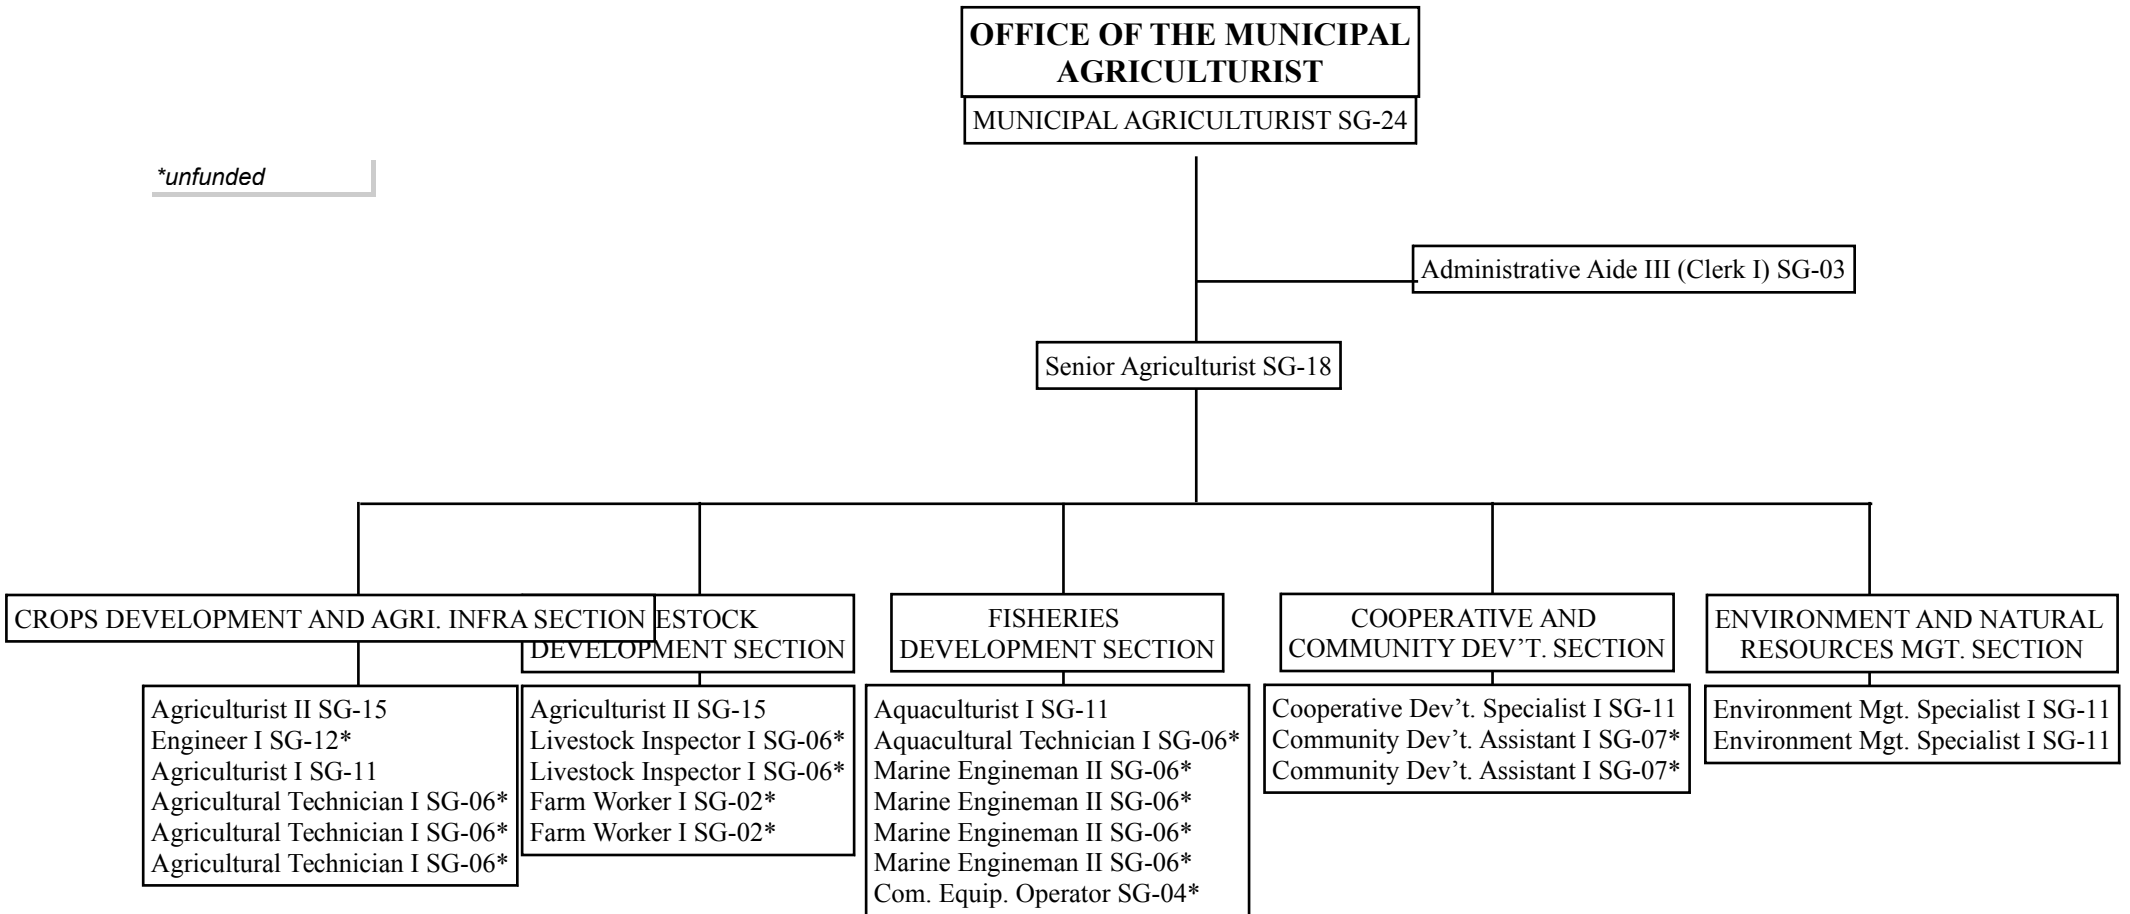 OFFICE OF THE MUNICIPAL
AGRICULTURIST
MUNICIPAL AGRICULTURIST SG-24
*unfunded
Administrative Aide III (Clerk I) SG-03
Senior Agriculturist SG-18
CROPS DEVELOPMENT AND AGRI. INFRA SECTION
Agriculturist II SG-15
Engineer I SG-12*
Agriculturist I SG-11
Agricultural Technician I SG-06*
Agricultural Technician I SG-06*
Agricultural Technician I SG-06*
ESTOCK
DEVELOPMENT SECTION
Agriculturist II SG-15
Livestock Inspector I SG-06*
Livestock Inspector I SG-06*
Farm Worker I SG-02*
Farm Worker I SG-02*
FISHERIES
DEVELOPMENT SECTION
Aquaculturist I SG-11
Aquacultural Technician I SG-06*
Marine Engineman II SG-06*
Marine Engineman II SG-06*
Marine Engineman II SG-06*
Marine Engineman II SG-06*
Com. Equip. Operator SG-04*
COOPERATIVE AND
COMMUNITY DEV’T. SECTION
Cooperative Dev’t. Specialist I SG-11
Community Dev’t. Assistant I SG-07*
Community Dev’t. Assistant I SG-07*
ENVIRONMENT AND NATURAL
RESOURCES MGT. SECTION
Environment Mgt. Specialist I SG-11
Environment Mgt. Specialist I SG-11